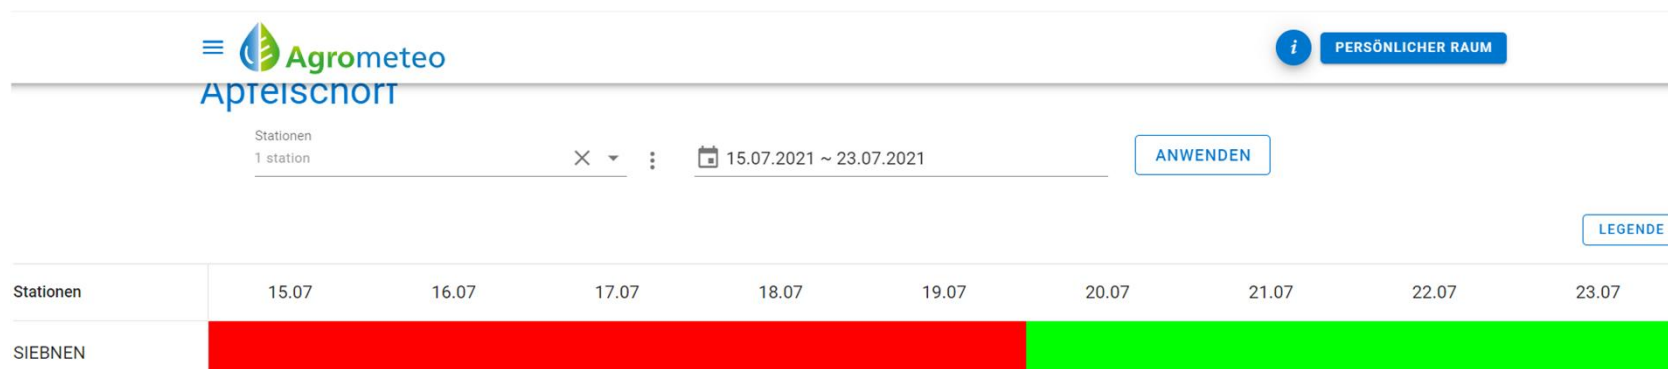 Agrometeo
i PERSÖNLICHER RAUM
Apfelschorf
Stationen
1 station
15.07.2021 ~ 23.07.2021
ANWENDEN
LEGENDE
Stationen 15.07 16.07 17.07 18.07 19.07 20.07 21.07 22.07 23.07
SIEBNEN